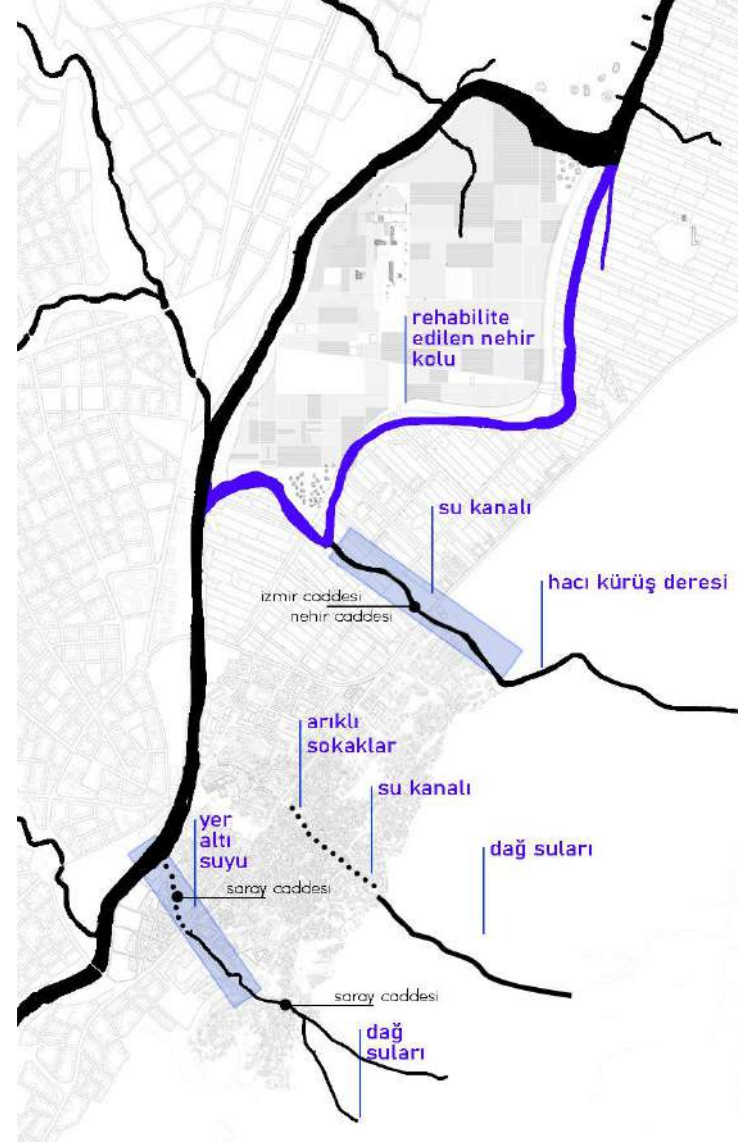 rehabilite
edilen nehir
kolu
su kanalı
hacı kürüş deresi
izmir caddesi
nehir caddesi
arıklı
sokaklar
su kanalı
yer
altı
suyu
dağ suları
saray caddesi
saray caddesi
dağ
suları